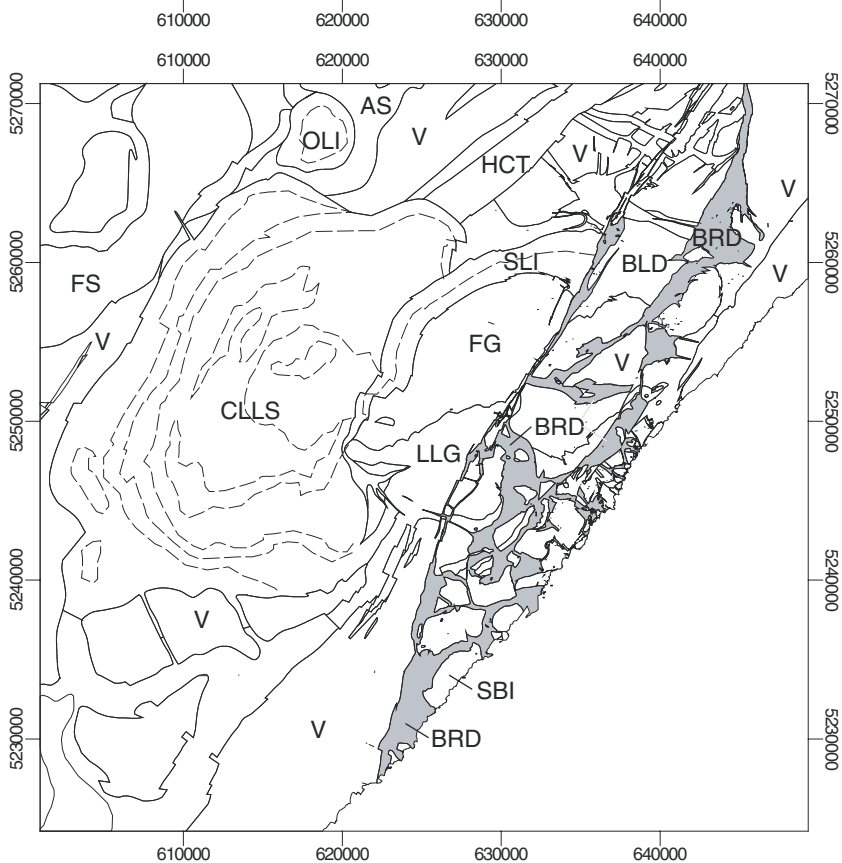 610000 620000 630000 640000
610000 620000 630000 640000
5270000 5270000
AS
OLI V
HCT V
V
BRD
5260000 SLI BLD 5260000
V
FS
V FG V
CLLS
BRD
5250000 5250000
LLG
5240000 5240000
V
SBI
V
BRD
5230000 5230000
610000 620000 630000 640000